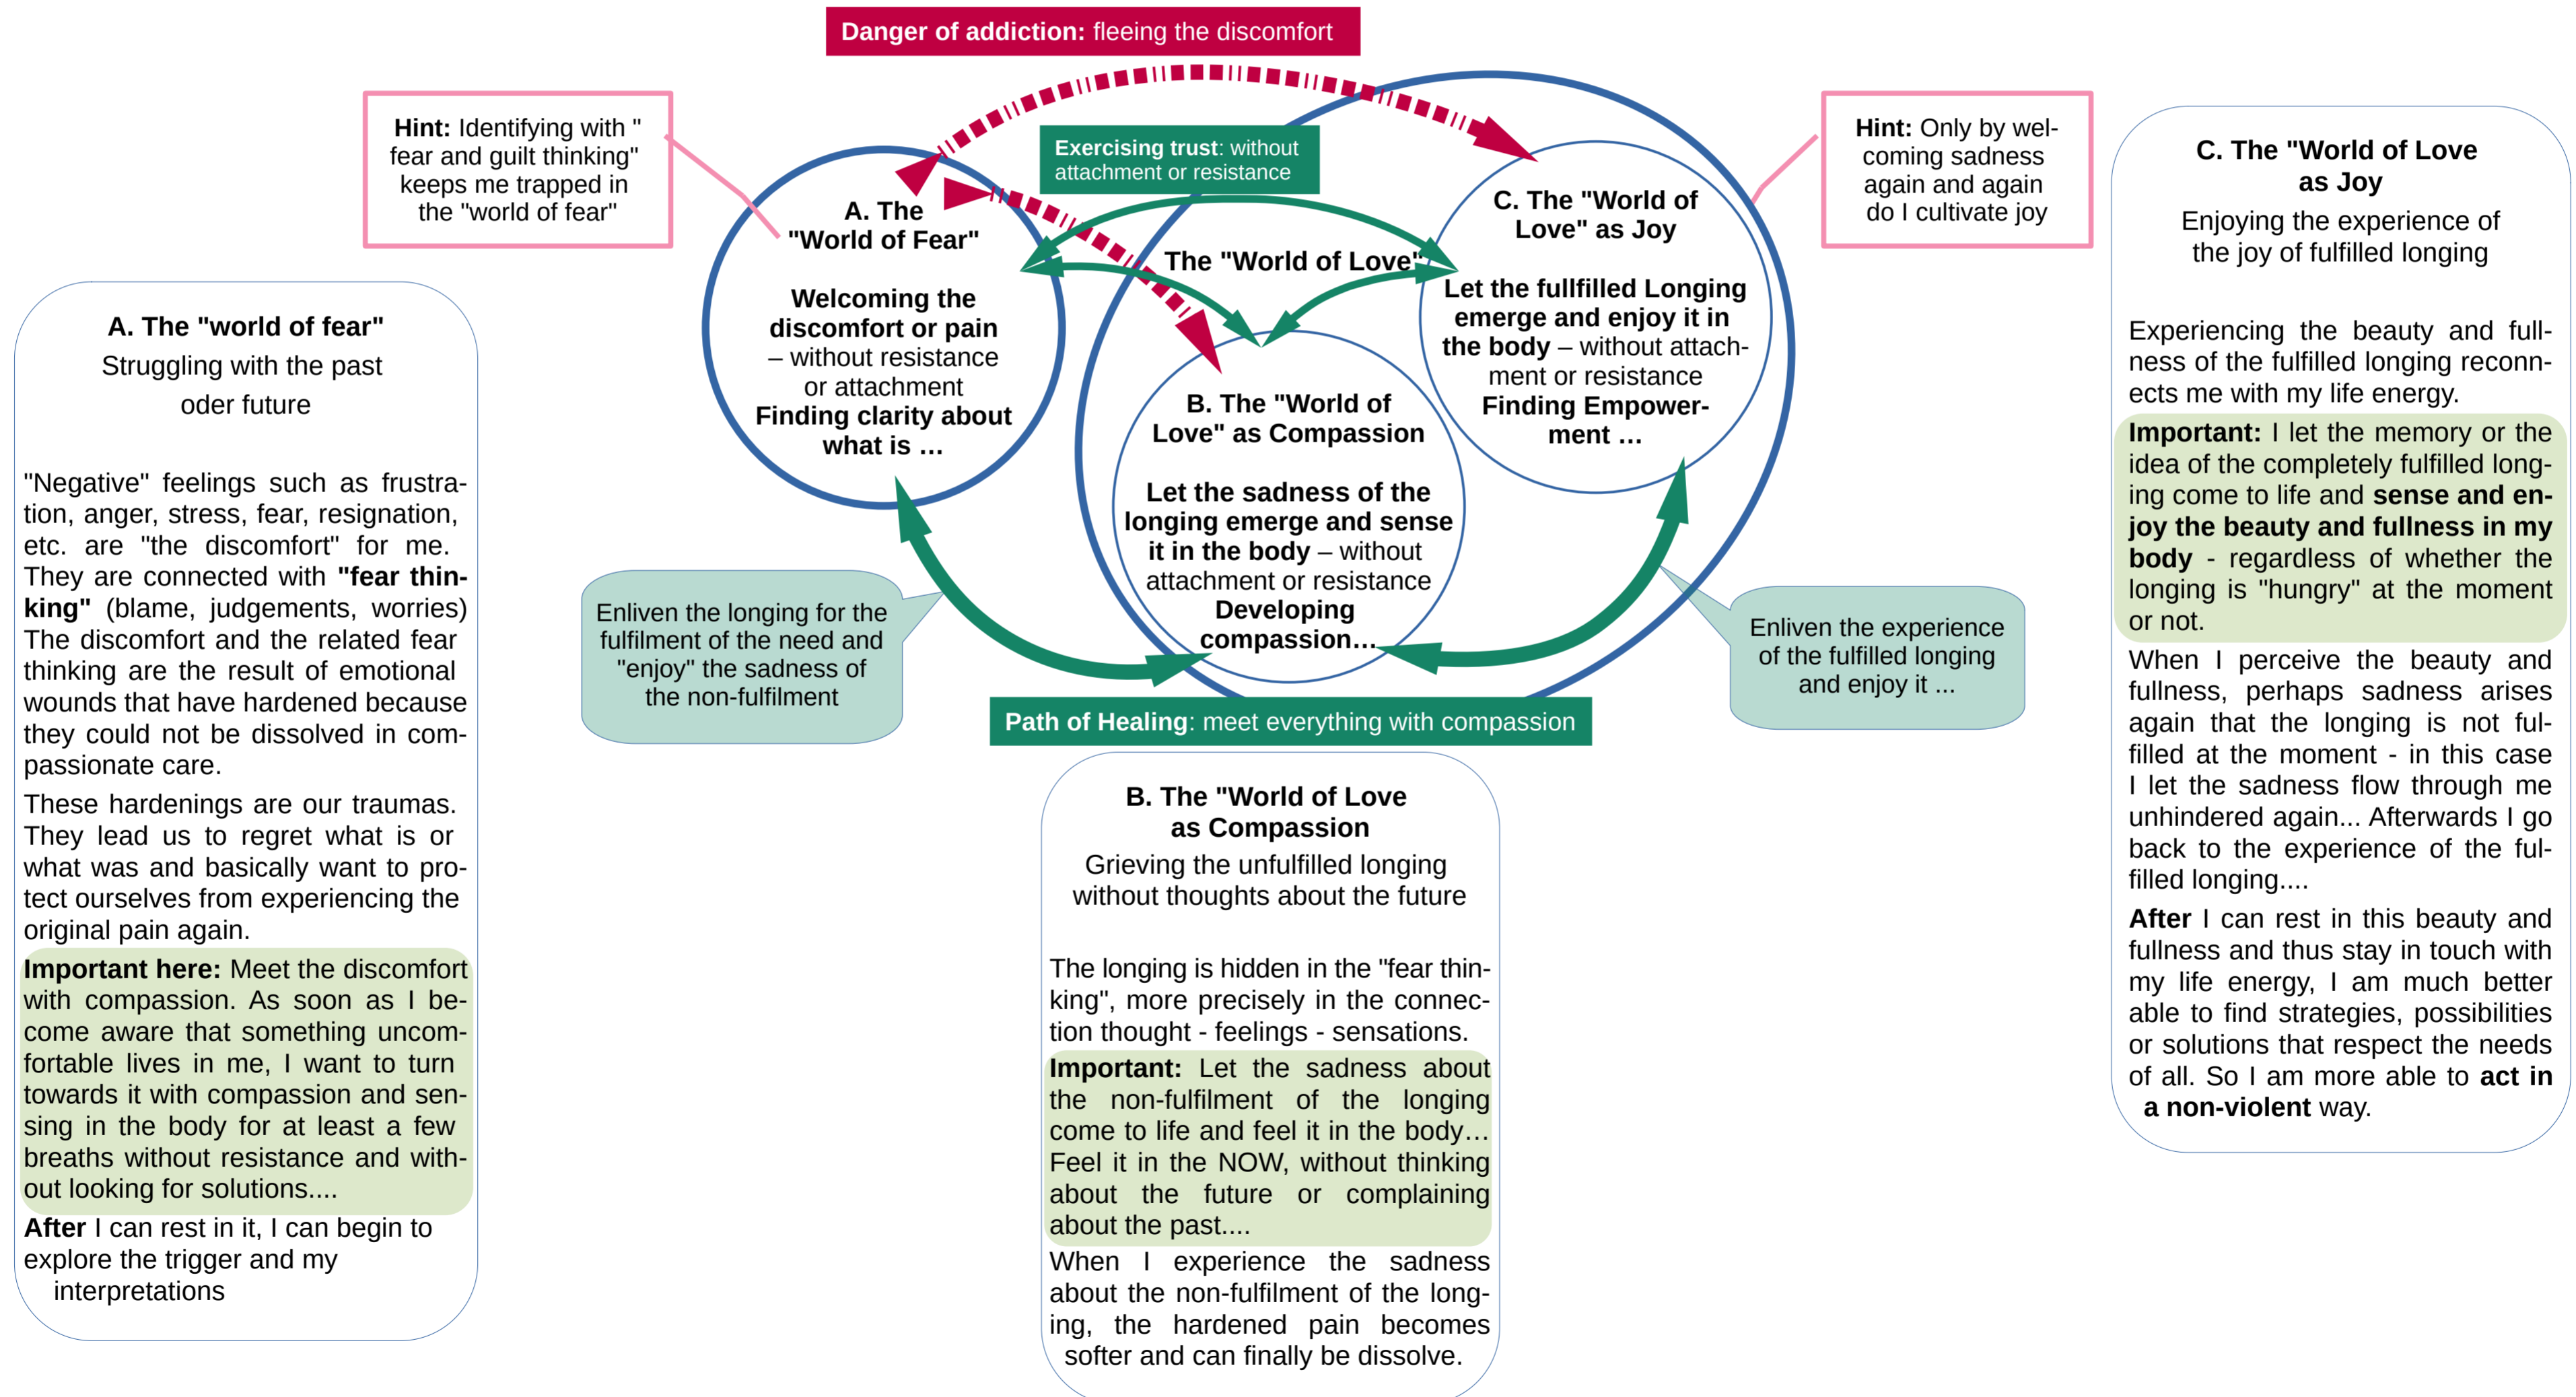 Danger of addiction: fleeing the discomfort
Hint: Identifying with "
fear and guilt thinking"
keeps me trapped in
the "world of fear"
Exercising trust: without
attachment or resistance
Hint: Only by wel-
coming sadness
again and again
do I cultivate joy
A. The
"World of Fear"
Welcoming the
discomfort or pain
– without resistance
or attachment
Finding clarity about
what is …
The "World of Love"
C. The "World of
Love" as Joy
Let the fullfilled Longing
emerge and enjoy it in
the body – without attach-
ment or resistance
Finding Empower-
ment …
B. The "World of
Love" as Compassion
Let the sadness of the
longing emerge and sense
it in the body – without
attachment or resistance
Developing
compassion…
Enliven the longing for the
fulfilment of the need and
"enjoy" the sadness of
the non-fulfilment
Enliven the experience
of the fulfilled longing
and enjoy it ...
Path of Healing: meet everything with compassion
A. The "world of fear"
Struggling with the past
oder future
"Negative" feelings such as frustra-
tion, anger, stress, fear, resignation,
etc. are "the discomfort" for me.
They are connected with "fear thin-
king" (blame, judgements, worries)
The discomfort and the related fear
thinking are the result of emotional
wounds that have hardened because
they could not be dissolved in com-
passionate care.
These hardenings are our traumas.
They lead us to regret what is or
what was and basically want to pro-
tect ourselves from experiencing the
original pain again.
Important here: Meet the discomfort
with compassion. As soon as I be-
come aware that something uncom-
fortable lives in me, I want to turn
towards it with compassion and sen-
sing in the body for at least a few
breaths without resistance and with-
out looking for solutions....
After I can rest in it, I can begin to
explore the trigger and my
interpretations
B. The "World of Love
as Compassion
Grieving the unfulfilled longing
without thoughts about the future
The longing is hidden in the "fear thin-
king", more precisely in the connec-
tion thought - feelings - sensations.
Important: Let the sadness about
the non-fulfilment of the longing
come to life and feel it in the body…
Feel it in the NOW, without thinking
about the future or complaining
about the past....
When I experience the sadness
about the non-fulfilment of the long-
ing, the hardened pain becomes
softer and can finally be dissolve.
C. The "World of Love
as Joy
Enjoying the experience of
the joy of fulfilled longing
Experiencing the beauty and full-
ness of the fulfilled longing reconn-
ects me with my life energy.
Important: I let the memory or the
idea of the completely fulfilled long-
ing come to life and sense and en-
joy the beauty and fullness in my
body - regardless of whether the
longing is "hungry" at the moment
or not.
When I perceive the beauty and
fullness, perhaps sadness arises
again that the longing is not ful-
filled at the moment - in this case
I let the sadness flow through me
unhindered again... Afterwards I go
back to the experience of the ful-
filled longing....
After I can rest in this beauty and
fullness and thus stay in touch with
my life energy, I am much better
able to find strategies, possibilities
or solutions that respect the needs
of all. So I am more able to act in
a non-violent way.